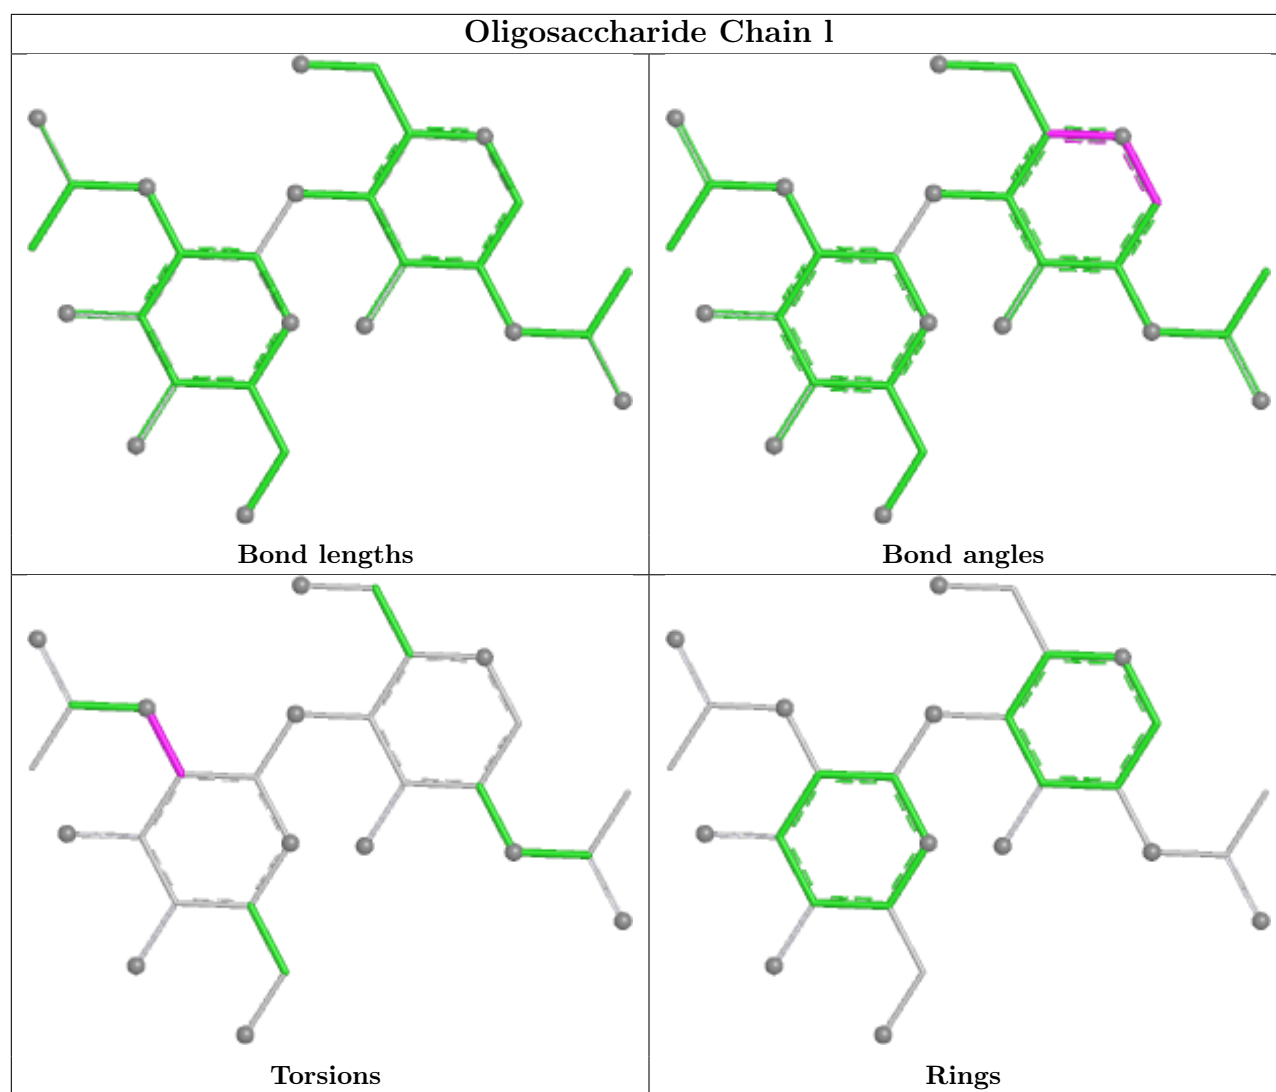 Oligosaccharide Chain l
Bond lengths
Bond angles
Torsions
Rings